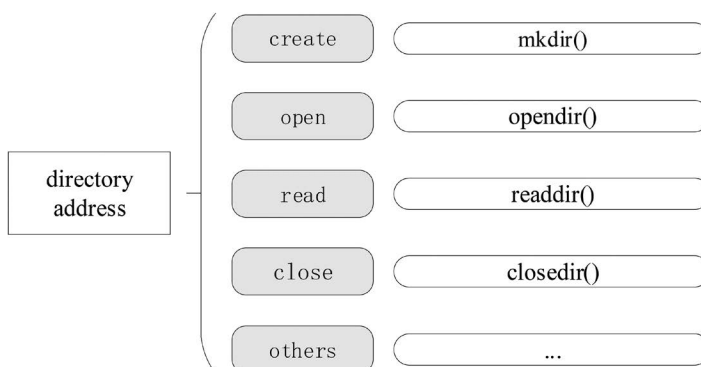 create
mkdir()
open
opendir()
directory
address
read
readdir()
close
closedir()
others
...